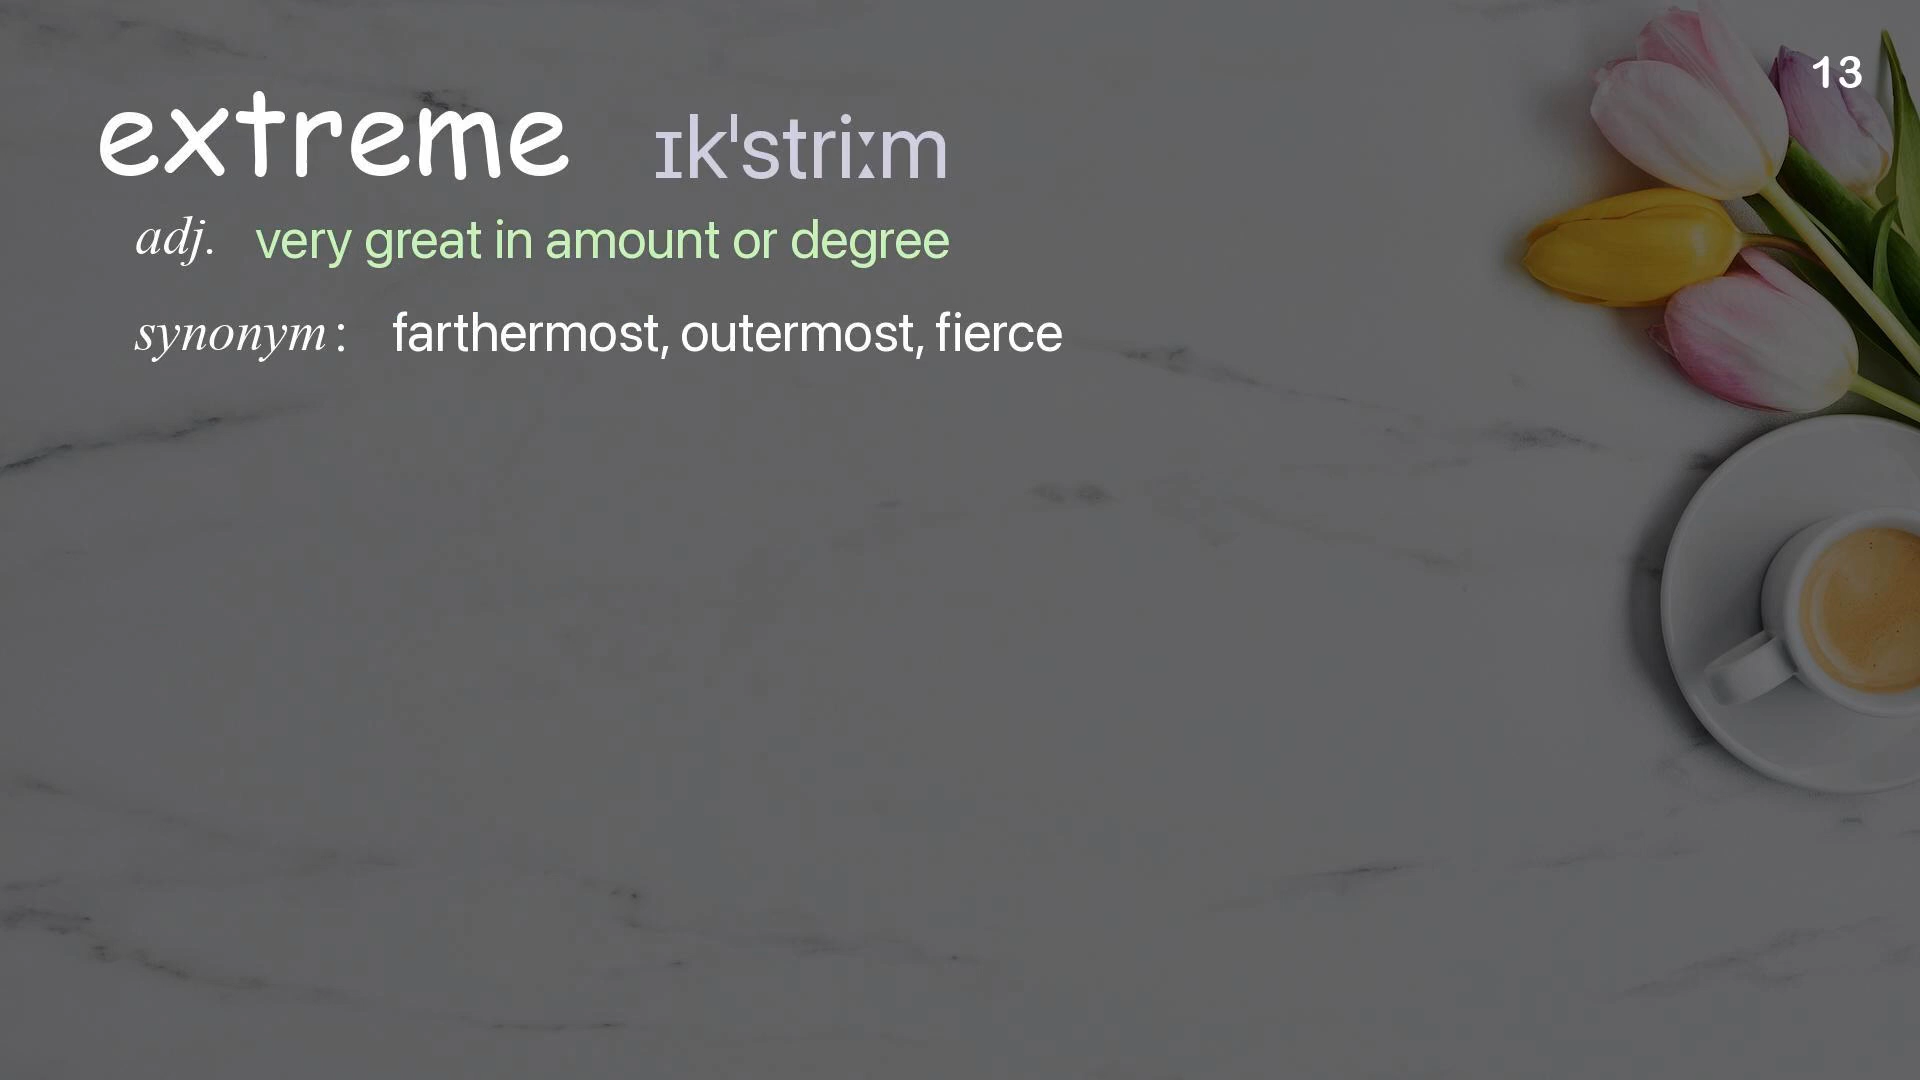 13
extreme ɪkˈstriːm
adj. very great in amount or degree
synonym : farthermost, outermost, fierce